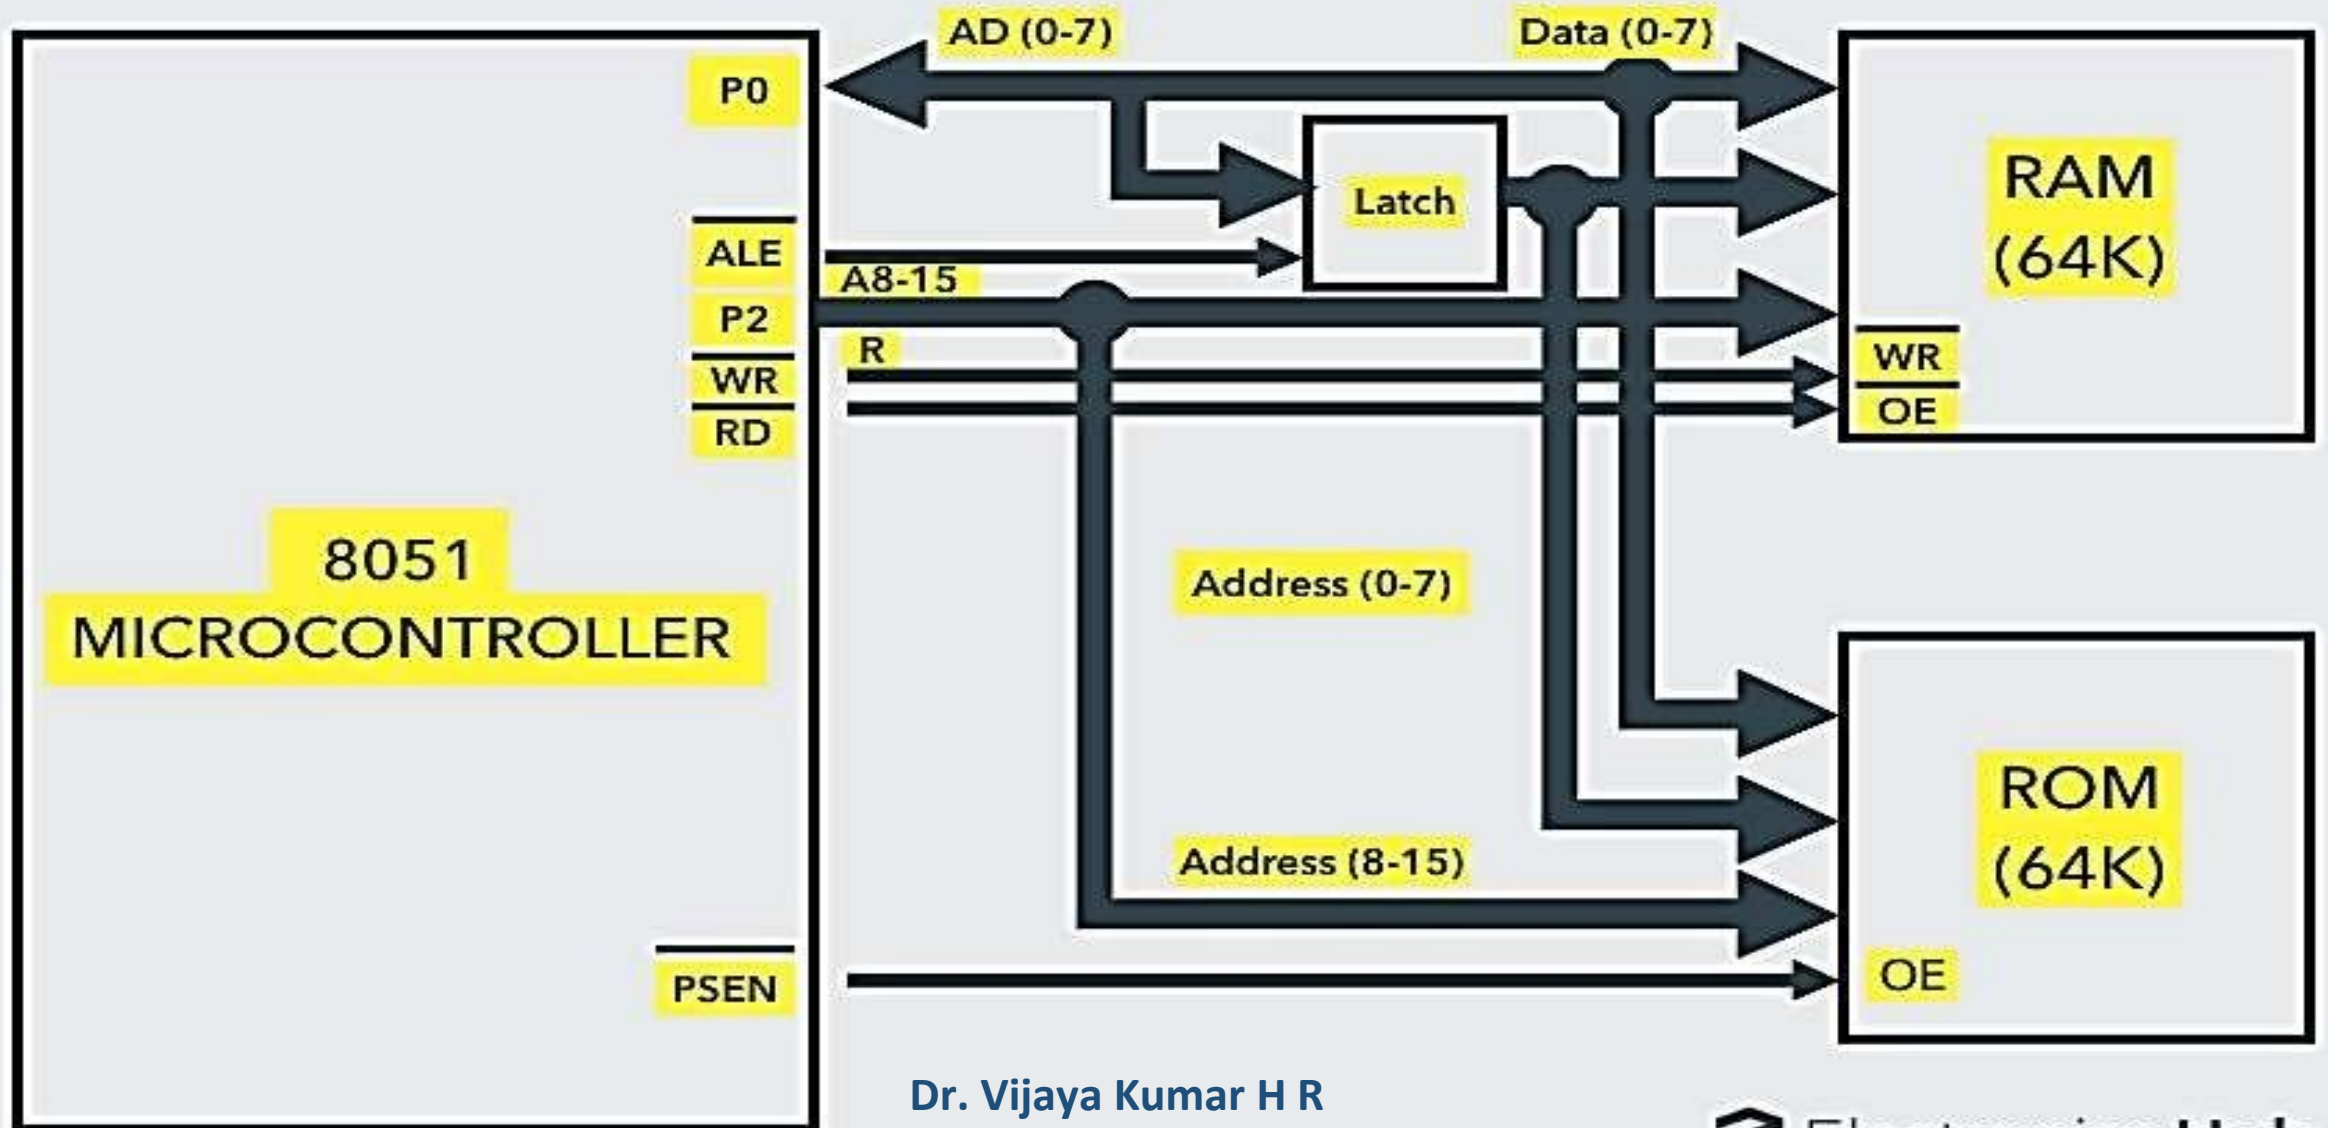 AD (0-7)
Data (0-7)
P0
Latch
RAM
(64K)
ALE
A8-15
P2
R
WR
RD
WR
OE
8051
MICROCONTROLLER
Address (0-7)
Address (8-15)
ROM
(64K)
PSEN
OE
Dr. Vijaya Kumar H R